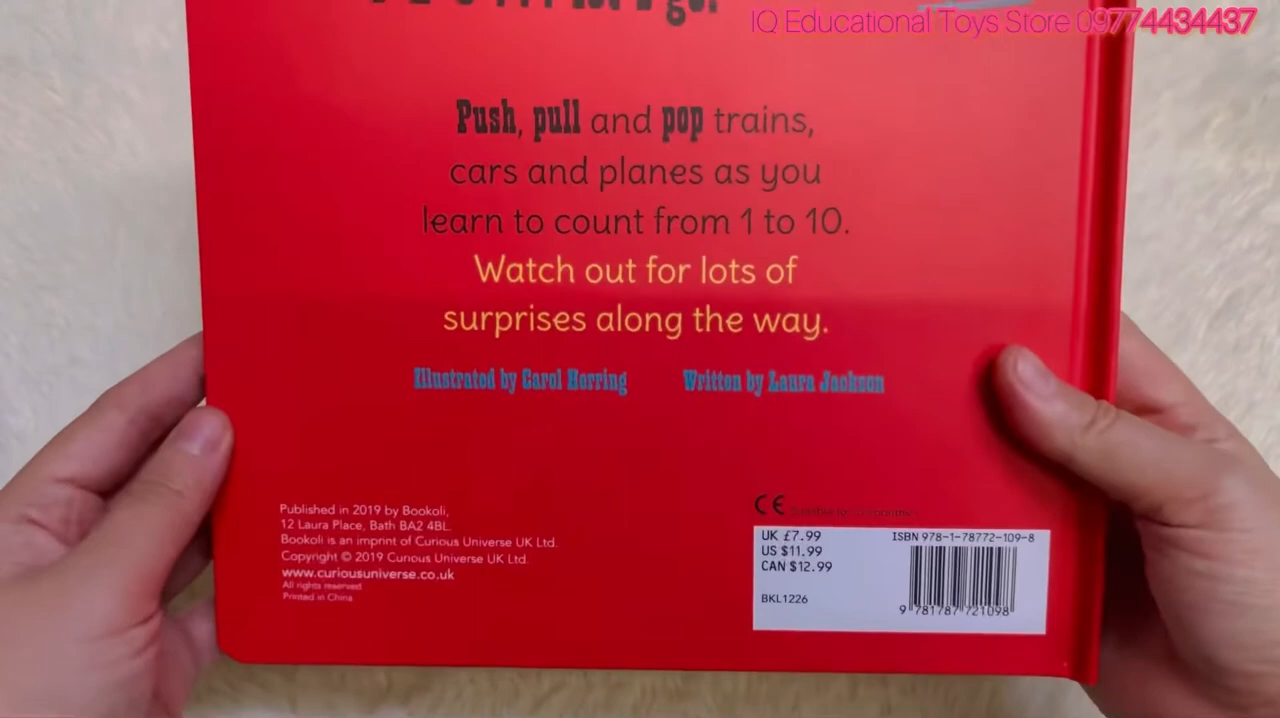 IQ Educational Toys Store 09774434437
Push, pull and pop trains,
cars and planes as you
learn to count from 1 to 10.
Watch out for lots of
surprises along the way.
Illustrated by Carol Herring
Written by Laura Jackson
Published in 2019 by Bookoli,
12 Laura Place, Bath BA2 4BL.
Bookoli is an imprint of Curious Universe UK Ltd.
Copyright © 2019 Curious Universe UK Ltd.
www.curiousuniverse.co.uk
All rights reserved
Printed in China
CE
UK £7.99
US $11.99
CAN $12.99
BKL1226
ISBN 978-1-78772-109-8
9 781787 721098